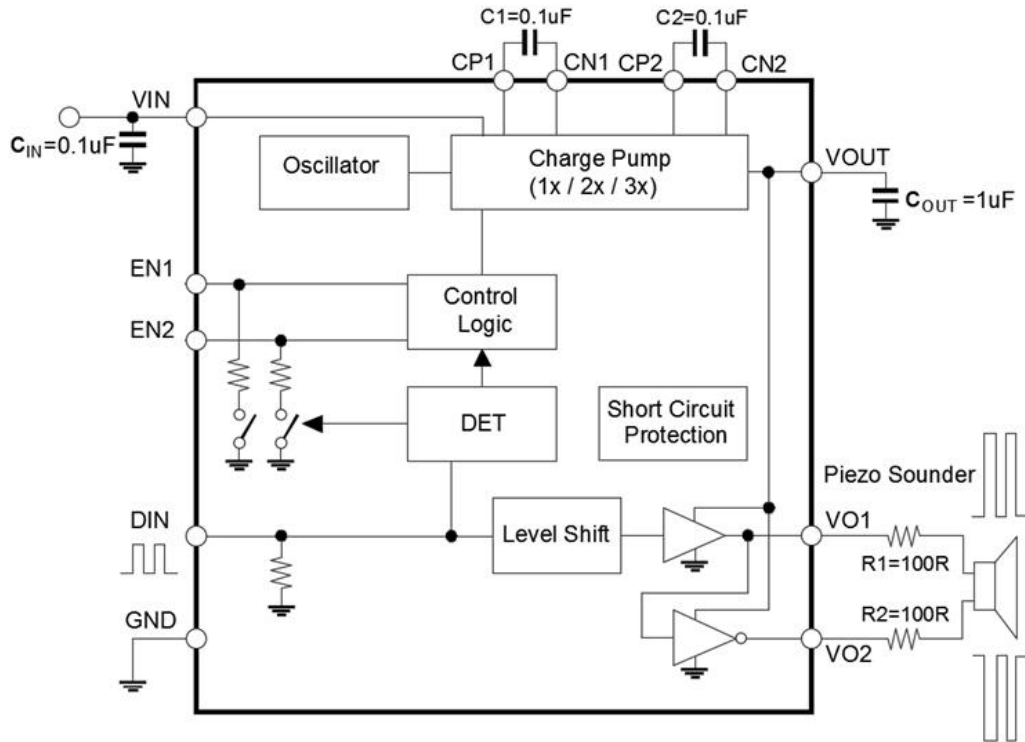 C1=0.1uF
C2=0.1uF
CP1
CN1
CP2
CN2
VIN
CIN=0.1uF
Oscillator
Charge Pump
(1x / 2x / 3x)
VOUT
COUT =1uF
EN1
EN2
Control
Logic
DET
Short Circuit
Protection
Piezo Sounder
DIN
Level Shift
VO1
R1=100R
R2=100R
GND
VO2